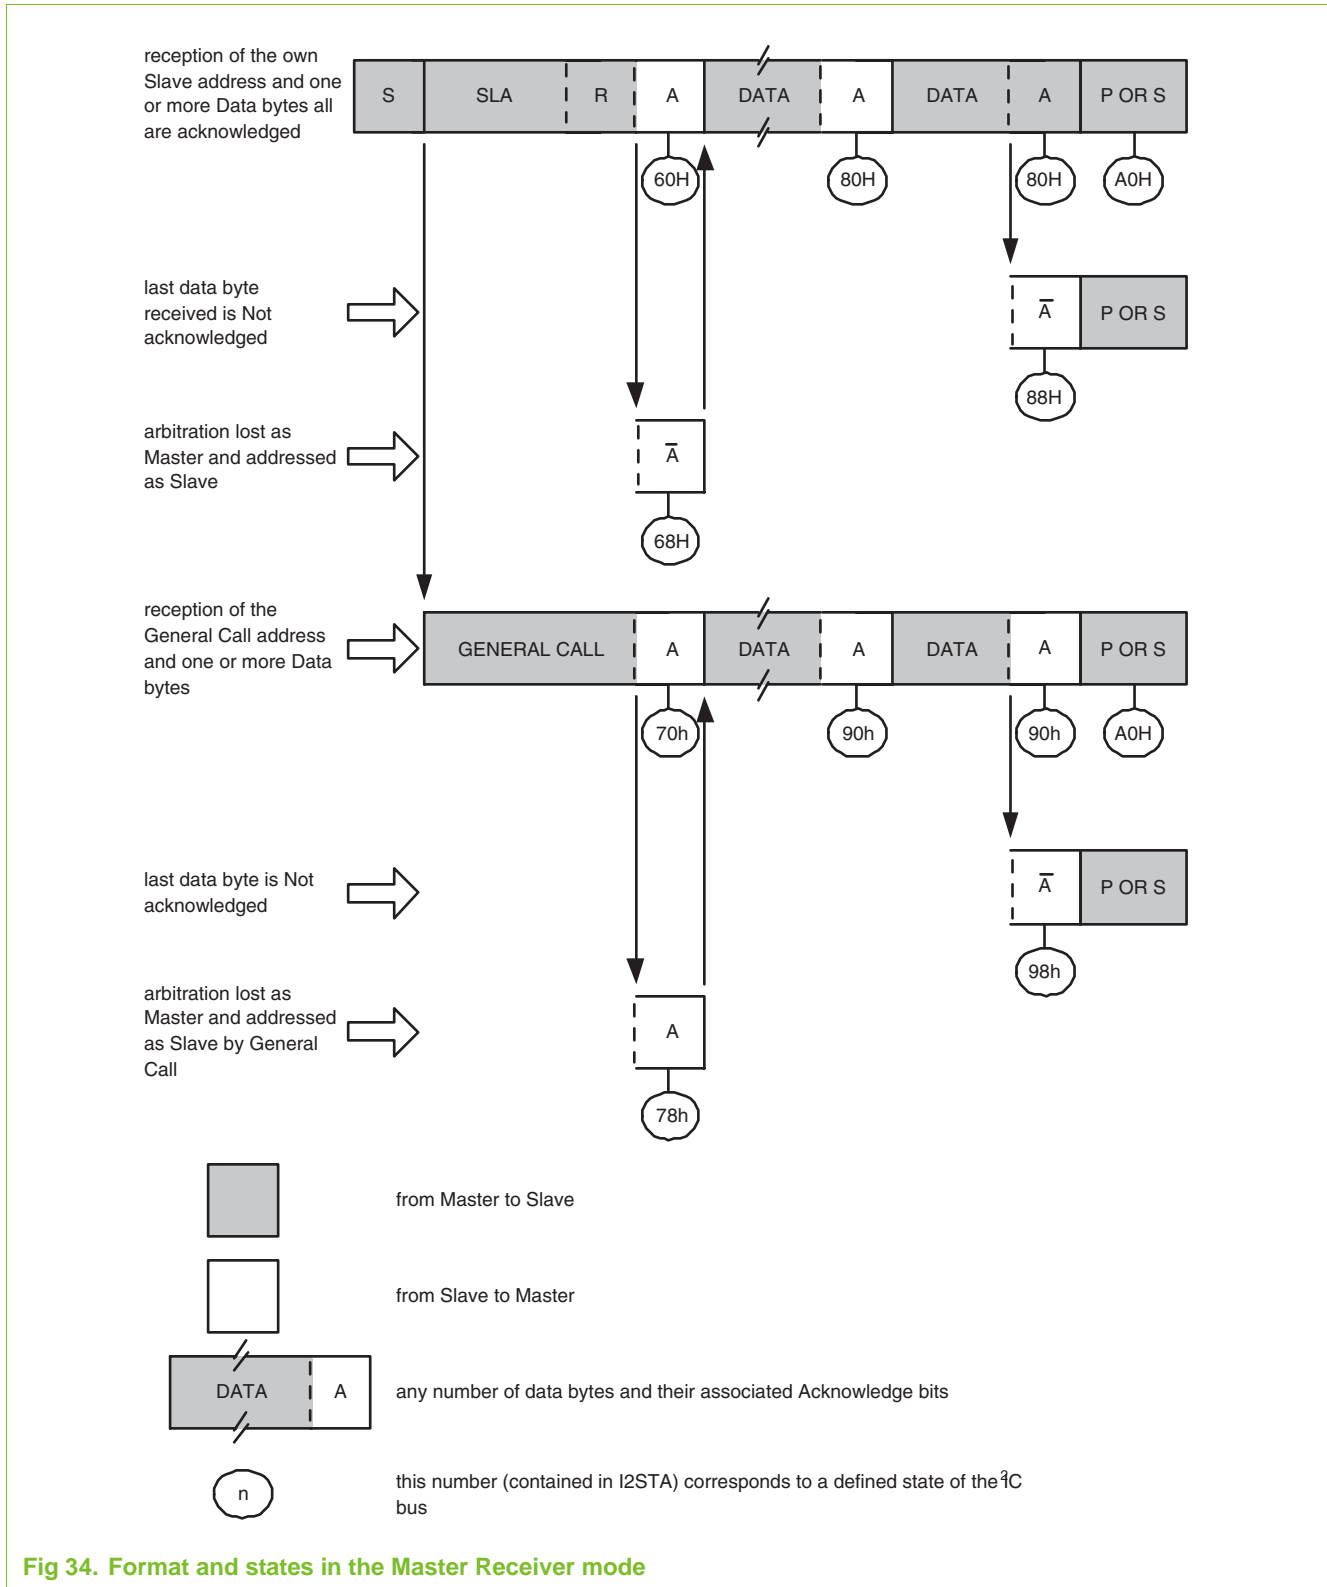 reception of the own
Slave address and one
or more Data bytes all
are acknowledged
S SLA R A DATA A DATA A P OR S
60H 80H 80H A0H
last data byte
received is Not
acknowledged
A̅ P OR S
88H
arbitration lost as
Master and addressed
as Slave
A̅
68H
reception of the
General Call address
and one or more Data
bytes
GENERAL CALL A DATA A DATA A P OR S
70h 90h 90h A0H
last data byte is Not
acknowledged
A̅ P OR S
98h
arbitration lost as
Master and addressed
as Slave by General
Call
A
78h
from Master to Slave
from Slave to Master
DATA A
any number of data bytes and their associated Acknowledge bits
n
this number (contained in I2STA) corresponds to a defined state of the I²C
bus
Fig 34. Format and states in the Master Receiver mode